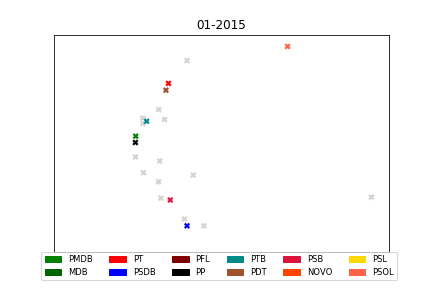 01-2015
PMDB PT PFL PTB PSB PSL
MDB PSDB PP PDT NOVO PSOL